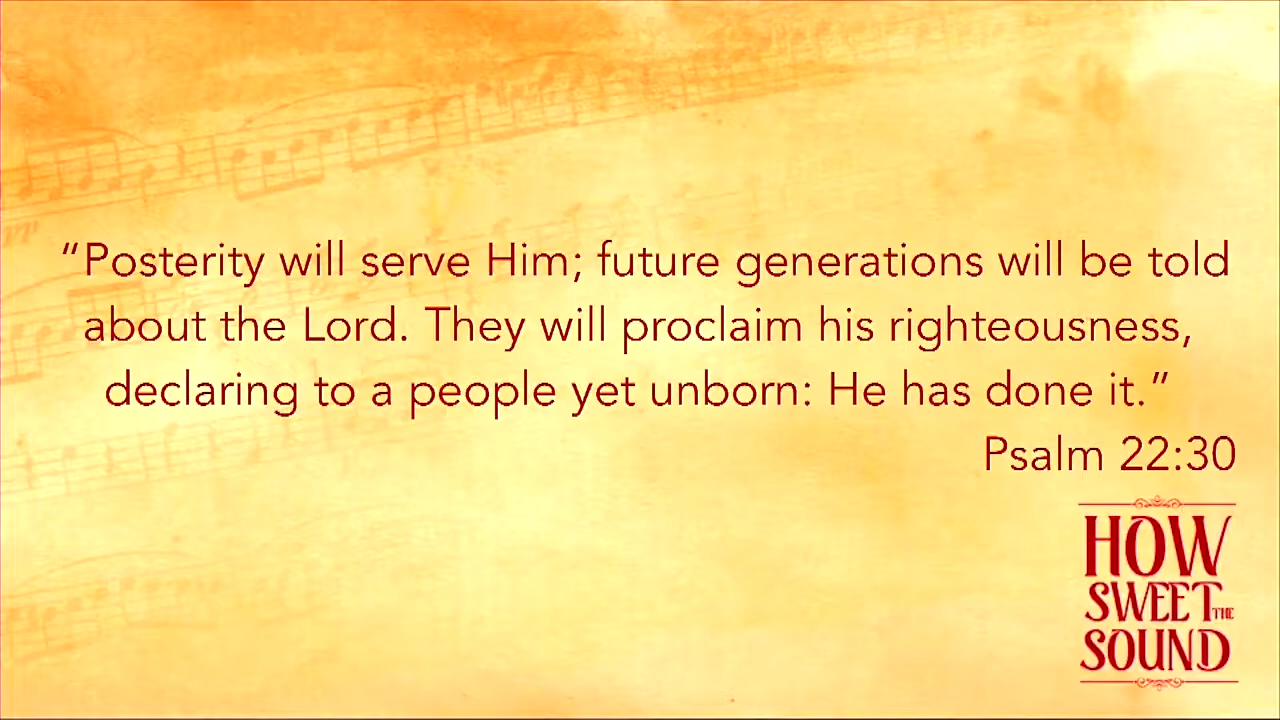 “Posterity will serve Him; future generations will be told
about the Lord. They will proclaim his righteousness,
declaring to a people yet unborn: He has done it.”
Psalm 22:30
HOW
SWEET THE
SOUND